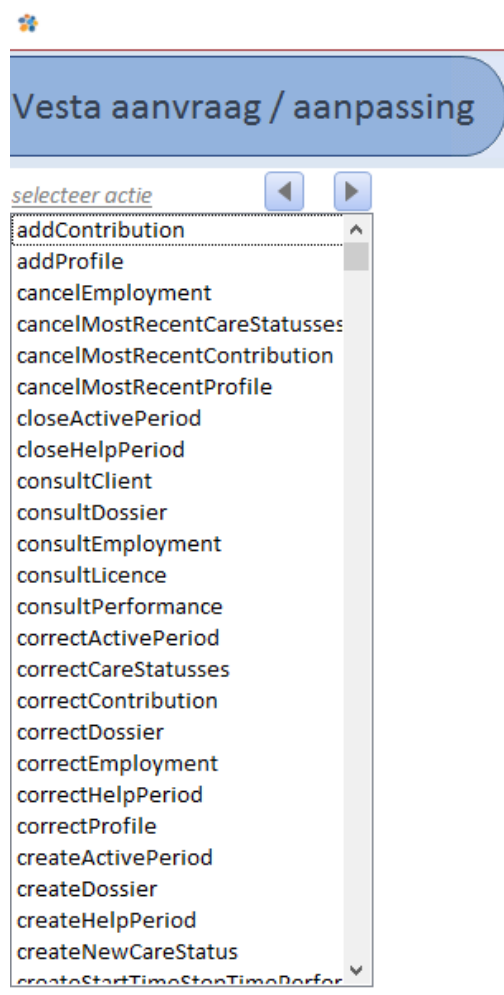 Vesta aanvraag / aanpassing
selecteer actie
addContribution
addProfile
cancelEmployment
cancelMostRecentCareStatusses
cancelMostRecentContribution
cancelMostRecentProfile
closeActivePeriod
closeHelpPeriod
consultClient
consultDossier
consultEmployment
consultLicence
consultPerformance
correctActivePeriod
correctCareStatusses
correctContribution
correctDossier
correctEmployment
correctHelpPeriod
correctProfile
createActivePeriod
createDossier
createHelpPeriod
createNewCareStatus
createStartTimeStopTimePerfor